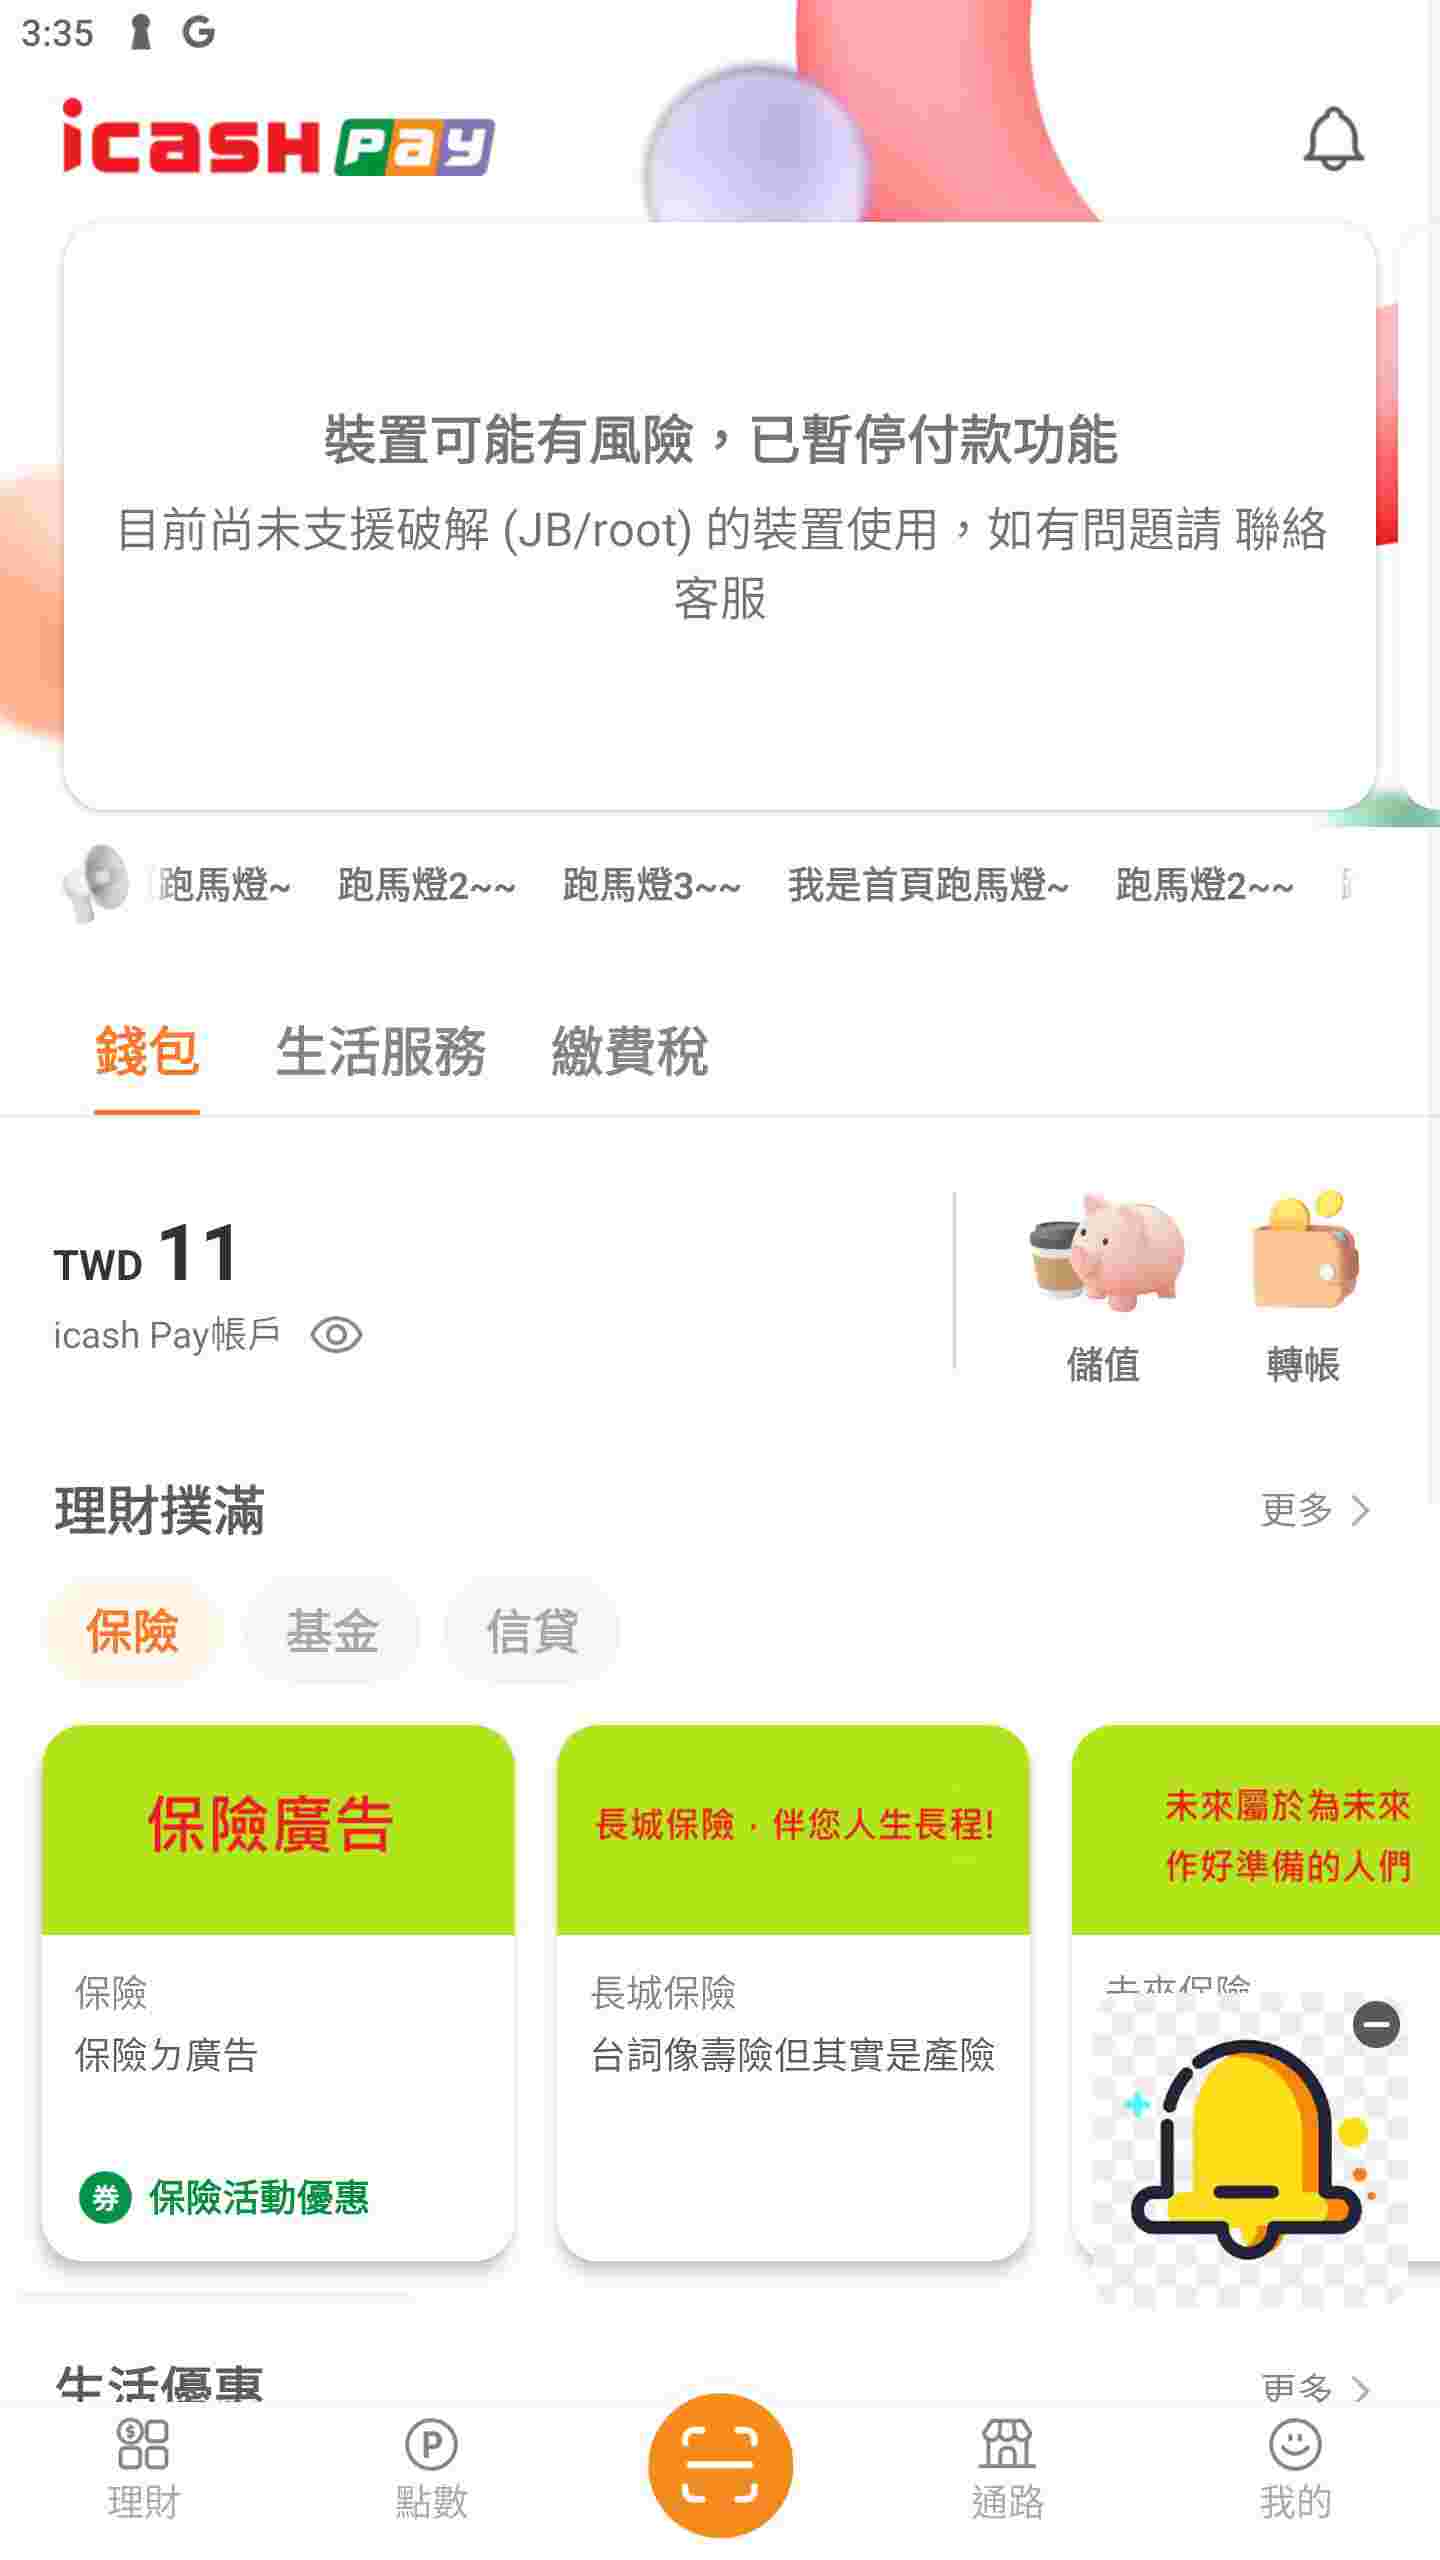 3:35
icash Pay
裝置可能有風險，已暫停付款功能
目前尚未支援破解 (JB/root) 的裝置使用，如有問題請 聯絡
客服
跑馬燈~ 跑馬燈2~~ 跑馬燈3~~ 我是首頁跑馬燈~ 跑馬燈2~~
錢包 生活服務 繳費稅
TWD 11
icash Pay帳戶
儲值 轉帳
理財撲滿 更多
保險 基金 信貸
保險廣告
保險
保險ㄉ廣告
券 保險活動優惠
長城保險，伴您人生長程!
長城保險
台詞像壽險但其實是產險
未來屬於為未來
作好準備的人們
未來保險
生活優惠 更多
理財 點數 通路 我的